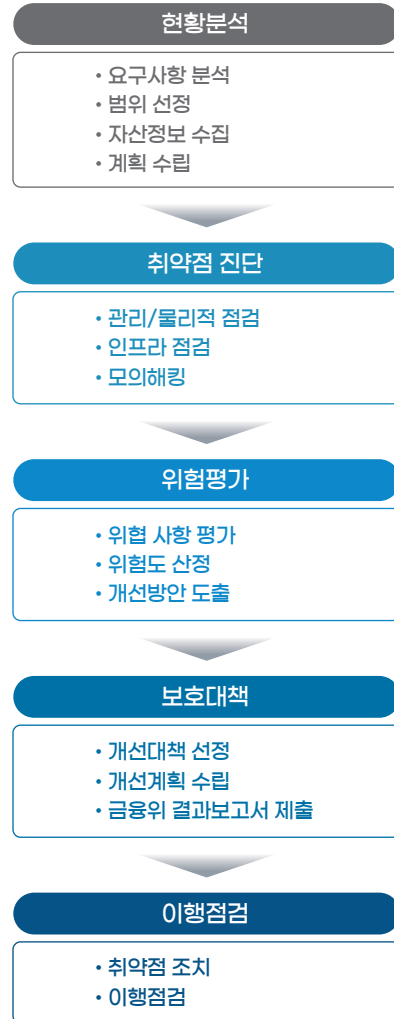 현황분석
• 요구사항 분석
• 범위 선정
• 자산정보 수집
• 계획 수립
취약점 진단
• 관리/물리적 점검
• 인프라 점검
• 모의해킹
위험평가
• 위협 사항 평가
• 위험도 산정
• 개선방안 도출
보호대책
• 개선대책 선정
• 개선계획 수립
• 금융위 결과보고서 제출
이행점검
• 취약점 조치
• 이행점검